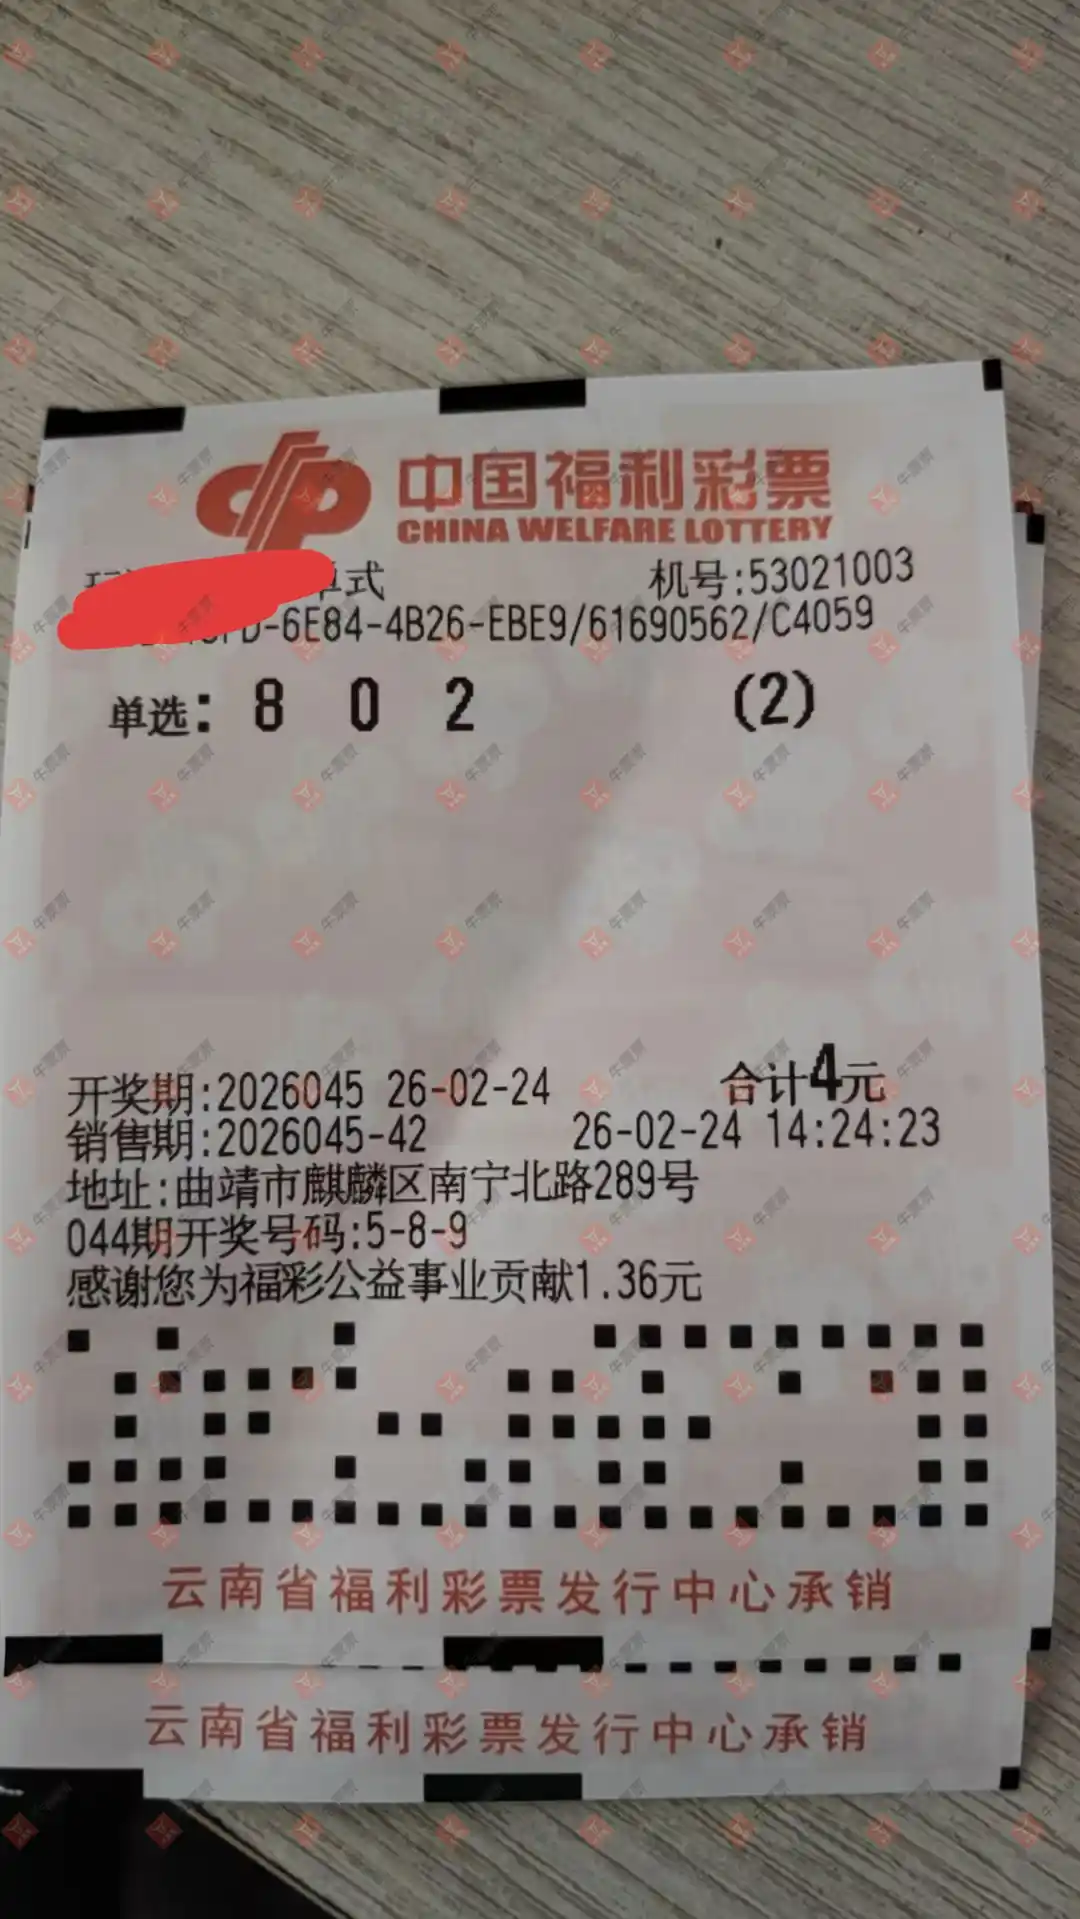 中国福利彩票
CHINA WELFARE LOTTERY
单式 机号:53021003
-6E84-4B26-EBE9/61690562/C4059
单选: 8 0 2 (2)
开奖期:2026045 26-02-24 合计4元
销售期:2026045-42 26-02-24 14:24:23
地址:曲靖市麒麟区南宁北路289号
044期开奖号码:5-8-9
感谢您为福彩公益事业贡献1.36元
云南省福利彩票发行中心承销
云南省福利彩票发行中心承销
牛票票